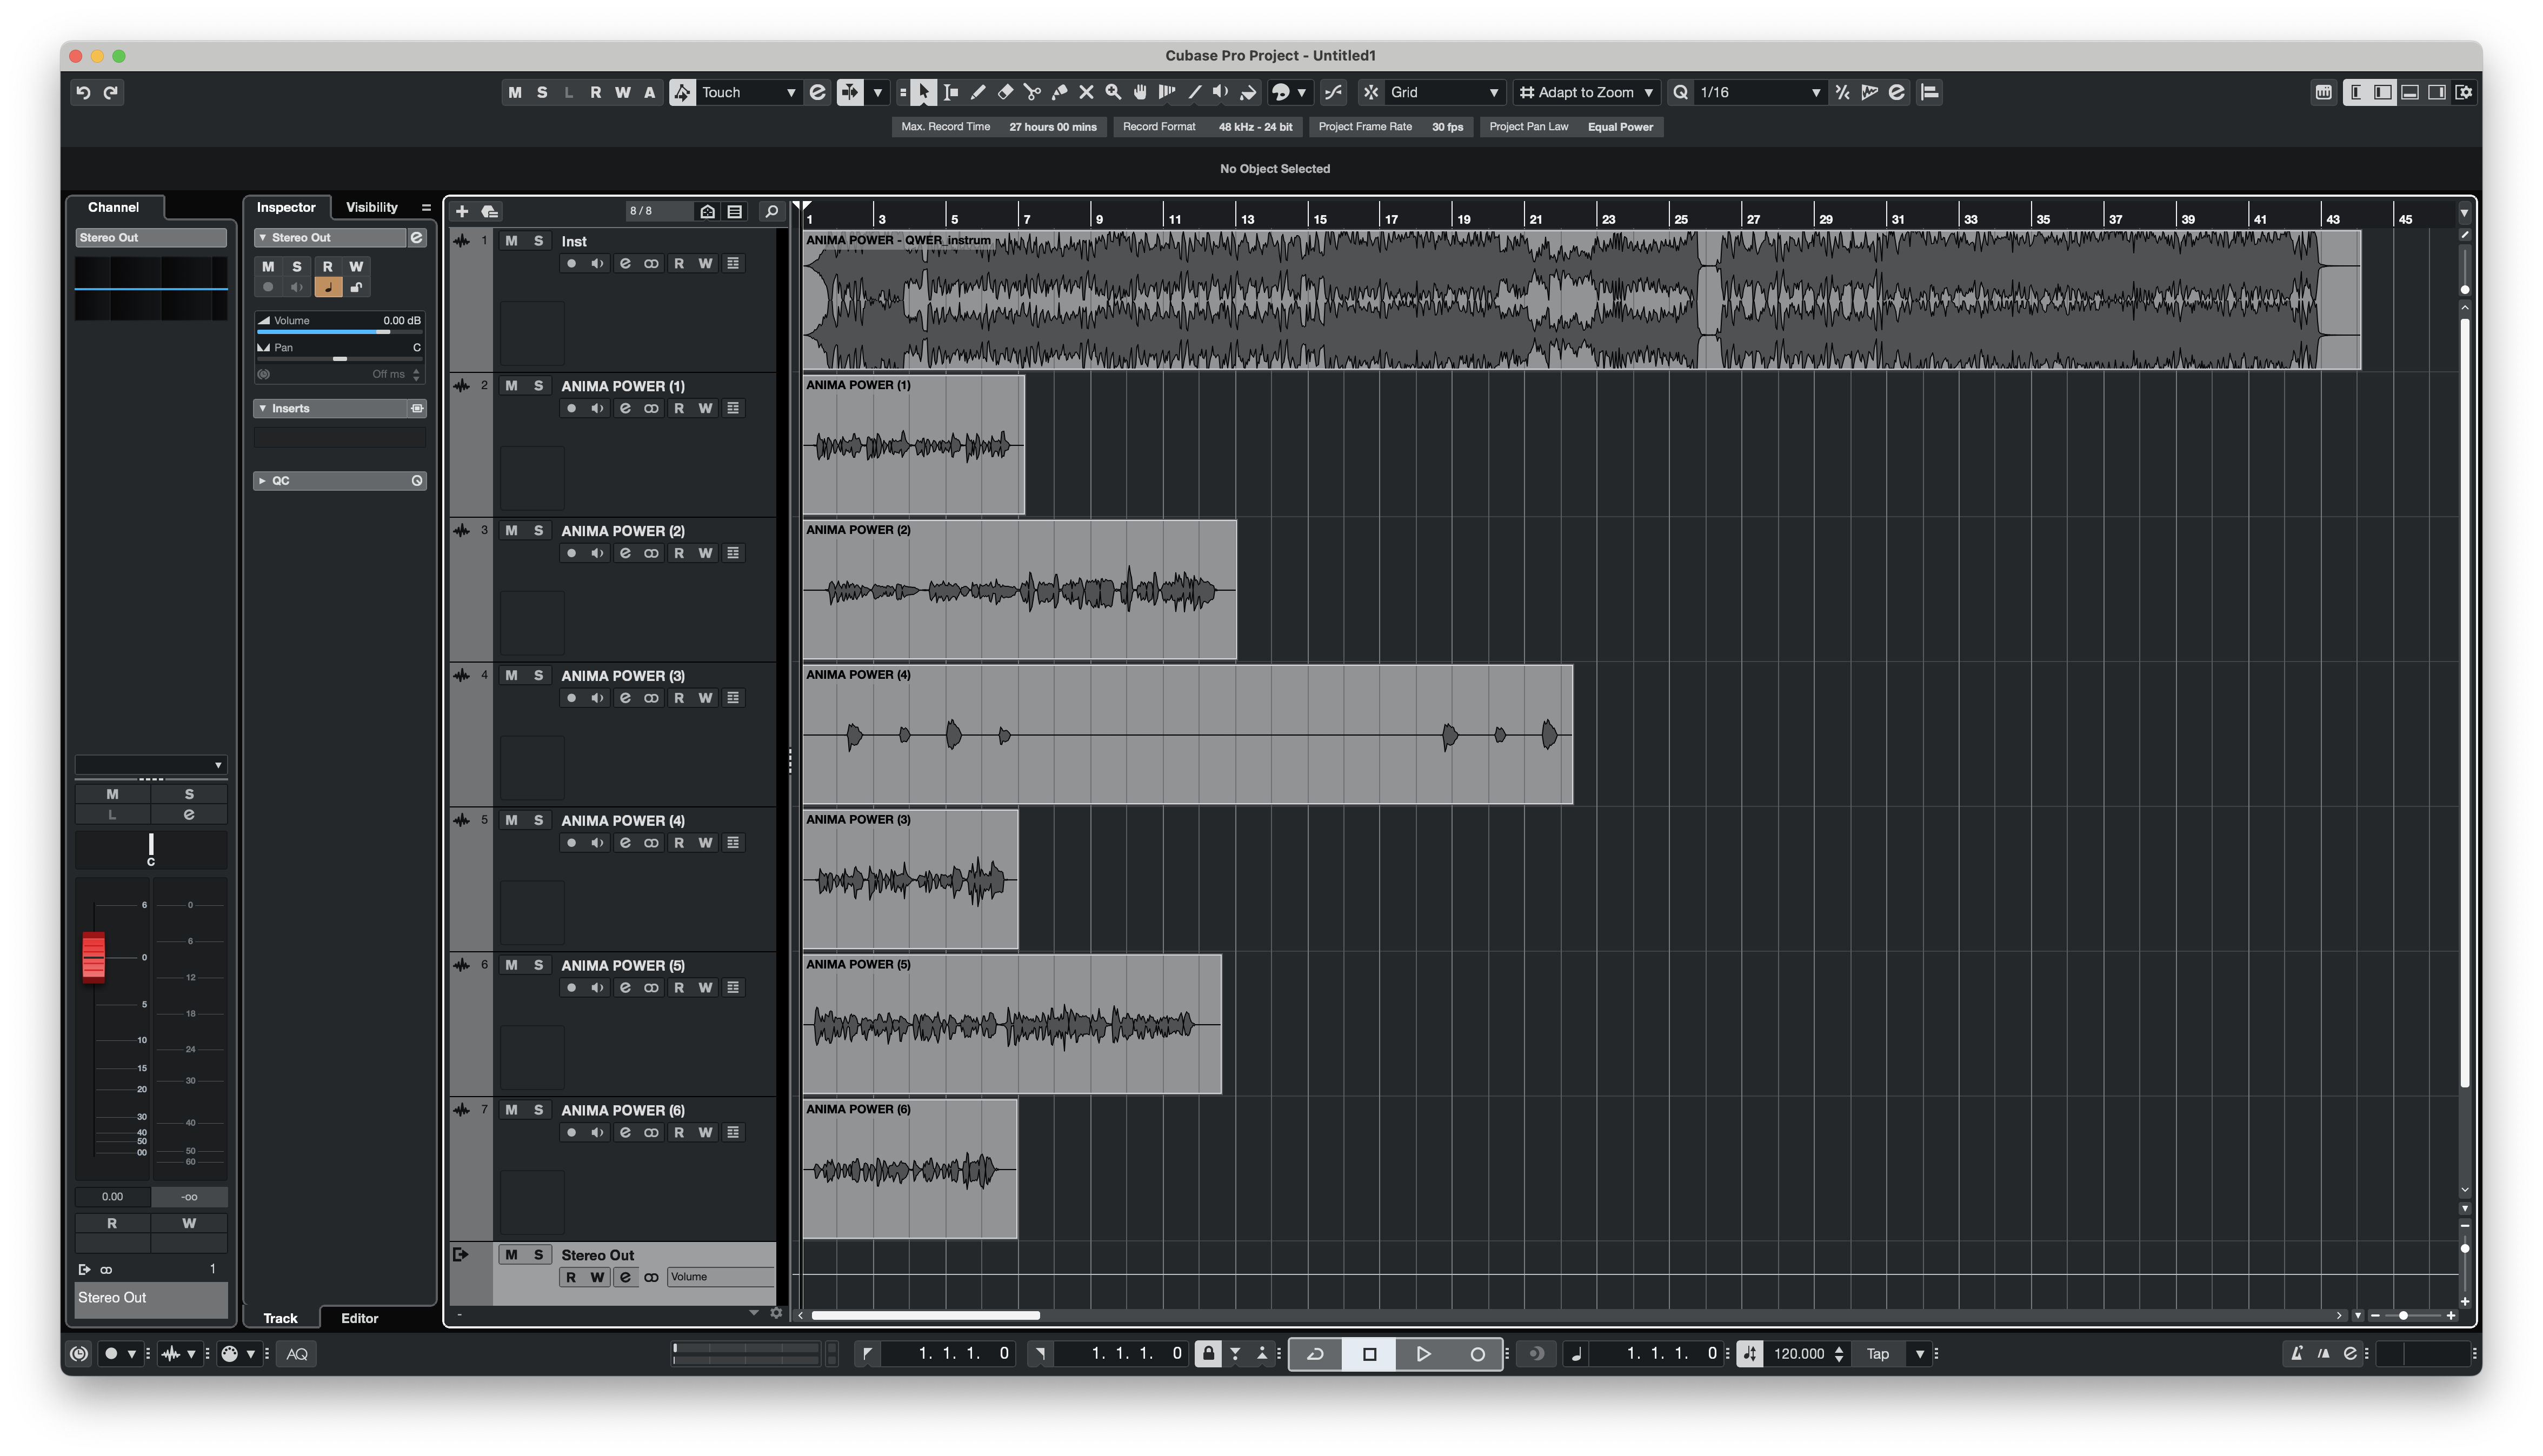 Cubase Pro Project - Untitled1
M S L R W A Touch Grid Adapt to Zoom Q 1/16
Max. Record Time 27 hours 00 mins Record Format 48 kHz - 24 bit Project Frame Rate 30 fps Project Pan Law Equal Power
No Object Selected
Channel
Stereo Out
M S
L e
C
6 0
6
0
12
5
18
10 24
15
30
20
30
40 40
50
00 50
60
0.00 -oo
R W
1
Stereo Out
Inspector Visibility
Stereo Out e
M S R W
Volume 0.00 dB
Pan C
Off ms
Inserts
QC
Track Editor
8 / 8
1 3 5 7 9 11 13 15 17 19 21 23 25 27 29 31 33 35 37 39 41 43 45
1 M S Inst
e R W
ANIMA POWER - QWER_instrum
2 M S ANIMA POWER (1)
e R W
ANIMA POWER (1)
3 M S ANIMA POWER (2)
e R W
ANIMA POWER (2)
4 M S ANIMA POWER (3)
e R W
ANIMA POWER (4)
5 M S ANIMA POWER (4)
e R W
ANIMA POWER (3)
6 M S ANIMA POWER (5)
e R W
ANIMA POWER (5)
7 M S ANIMA POWER (6)
e R W
ANIMA POWER (6)
M S Stereo Out
R W e Volume
AQ 1. 1. 1. 0 1. 1. 1. 0 1. 1. 1. 0 120.000 Tap